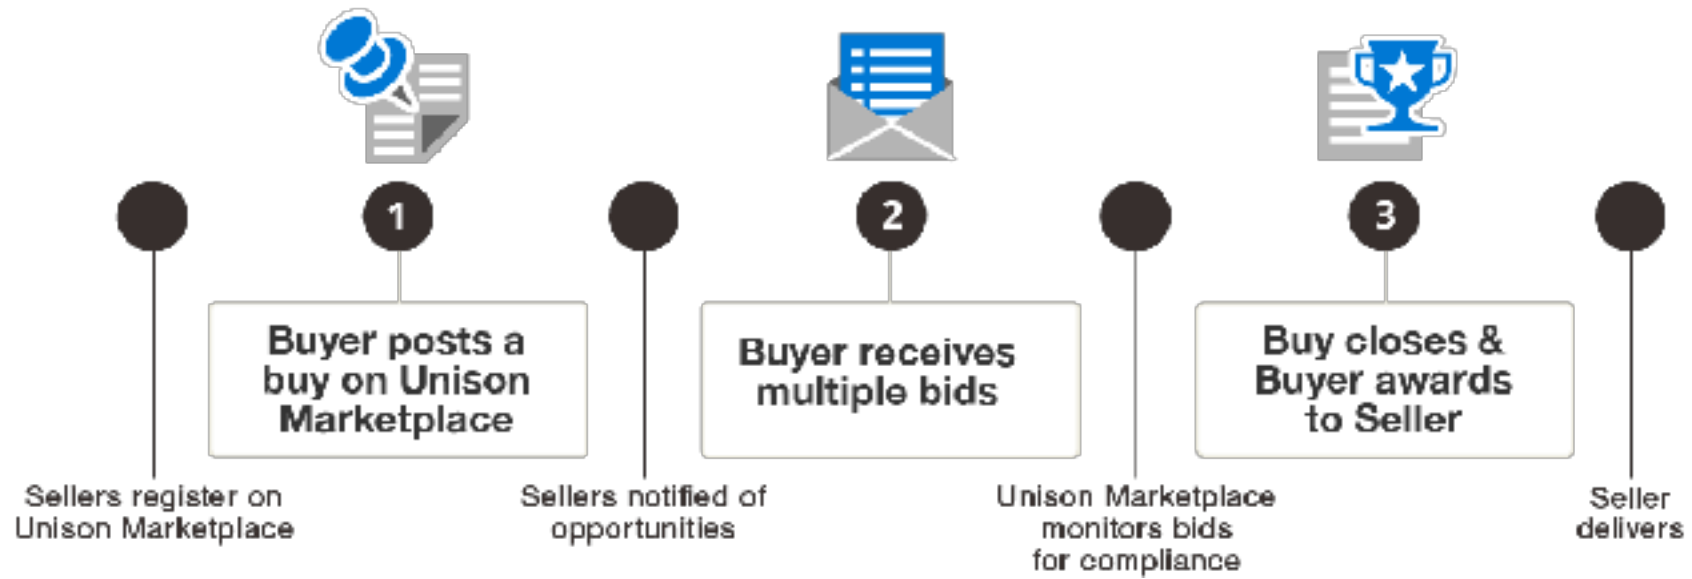 1
2
3
Buyer posts a
buy on Unison
Marketplace
Buyer receives
multiple bids
Buy closes &
Buyer awards
to Seller
Sellers register on
Unison Marketplace
Sellers notified of
opportunities
Unison Marketplace
monitors bids
for compliance
Seller
delivers